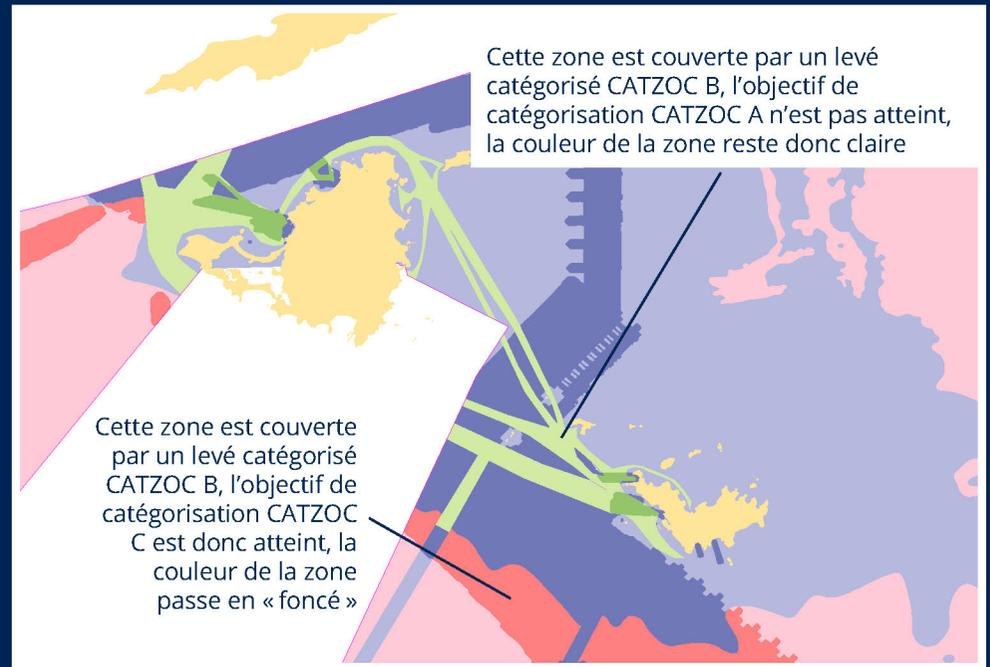 Cette zone est couverte par un levé
catégorisé CATZOC B, l’objectif de
catégorisation CATZOC A n’est pas atteint,
la couleur de la zone reste donc claire
Cette zone est couverte
par un levé catégorisé
CATZOC B, l’objectif de
catégorisation CATZOC
C est donc atteint, la
couleur de la zone
passe en « foncé »